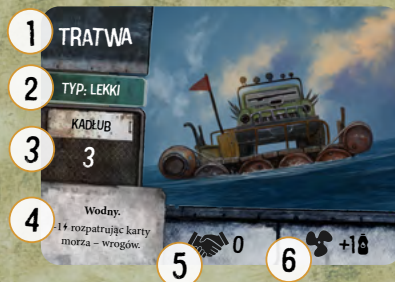 1 TRATWA
2 TYP: LEKKI
KADŁUB
3 3
4 Wodny.
-1 rozpatrując karty
morza – wrogów.
5 0
6 +1